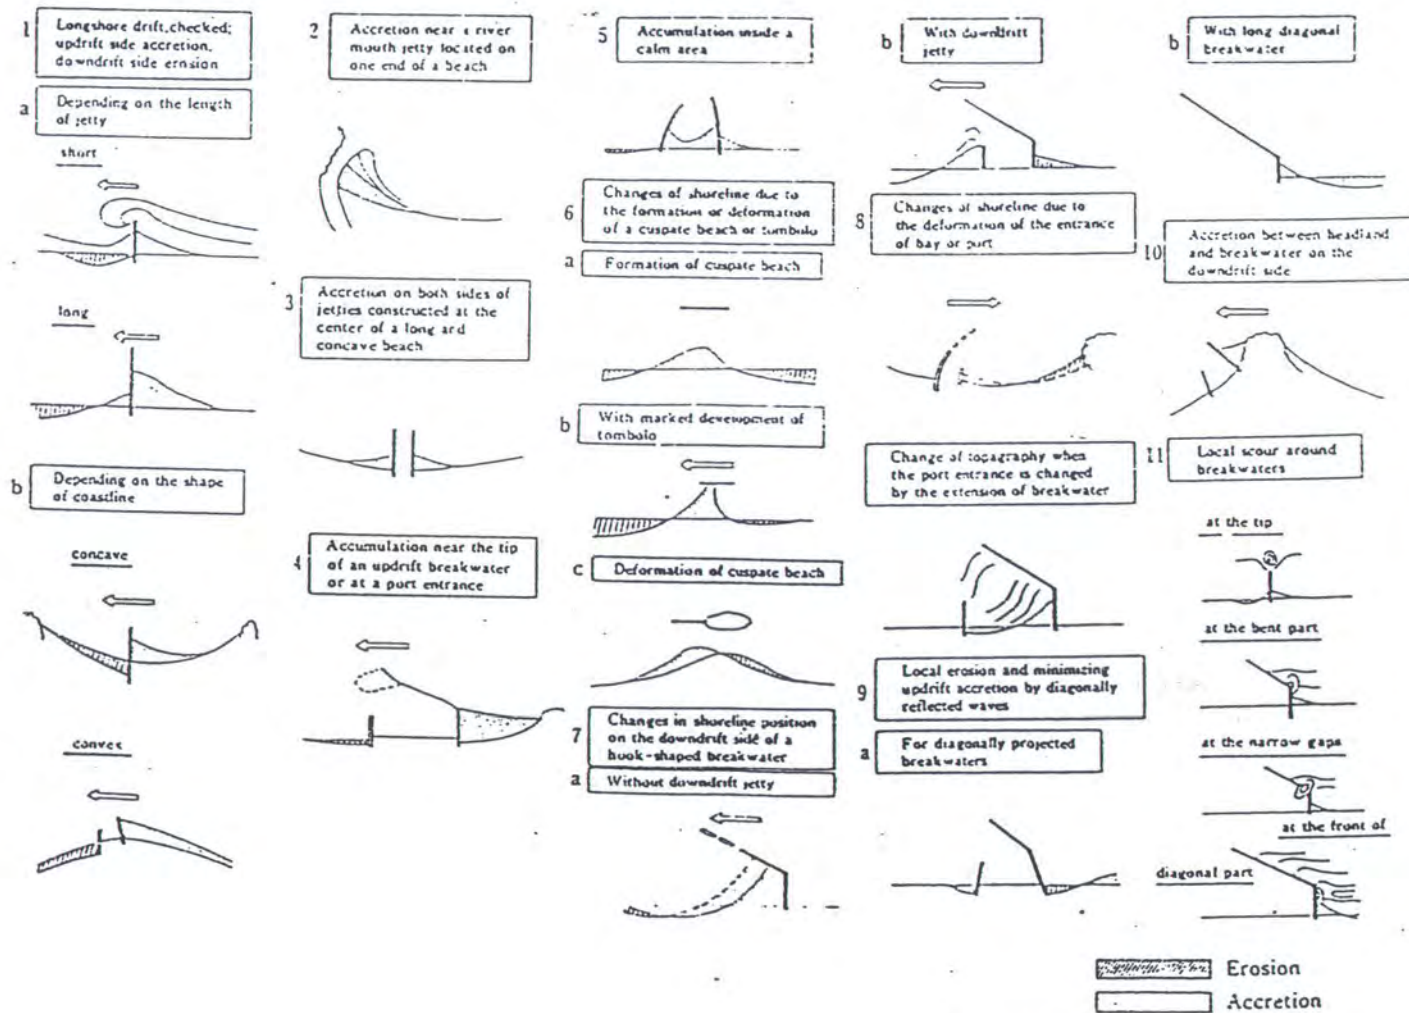 1
Longshore drift, checked;
updrift side accretion,
downdrift side erosion
a
Depending on the length
of jetty
short
long
b
Depending on the shape
of coastline
concave
convex
2
Accretion near a river
mouth jetty located on
one end of a beach
3
Accretion on both sides of
jetties constructed at the
center of a long and
concave beach
4
Accumulation near the tip
of an updrift breakwater
or at a port entrance
5
Accumulation inside a
calm area
6
Changes of shoreline due to
the formation or deformation
of a cuspate beach or tombolo
a
Formation of cuspate beach
b
With marked development of
tombolo
c
Deformation of cuspate beach
7
Changes in shoreline position
on the downdrift side of a
hook-shaped breakwater
a
Without downdrift jetty
b
With downdrift
jetty
8
Changes of shoreline due to
the deformation of the entrance
of bay or port
Change of topography when
the port entrance is changed
by the extension of breakwater
9
Local erosion and minimizing
updrift accretion by diagonally
reflected waves
a
For diagonally projected
breakwaters
b
With long diagonal
breakwater
10
Accretion between headland
and breakwater on the
downdrift side
11
Local scour around
breakwaters
at the tip
at the bent part
at the narrow gaps
at the front of
diagonal part
Erosion
Accretion